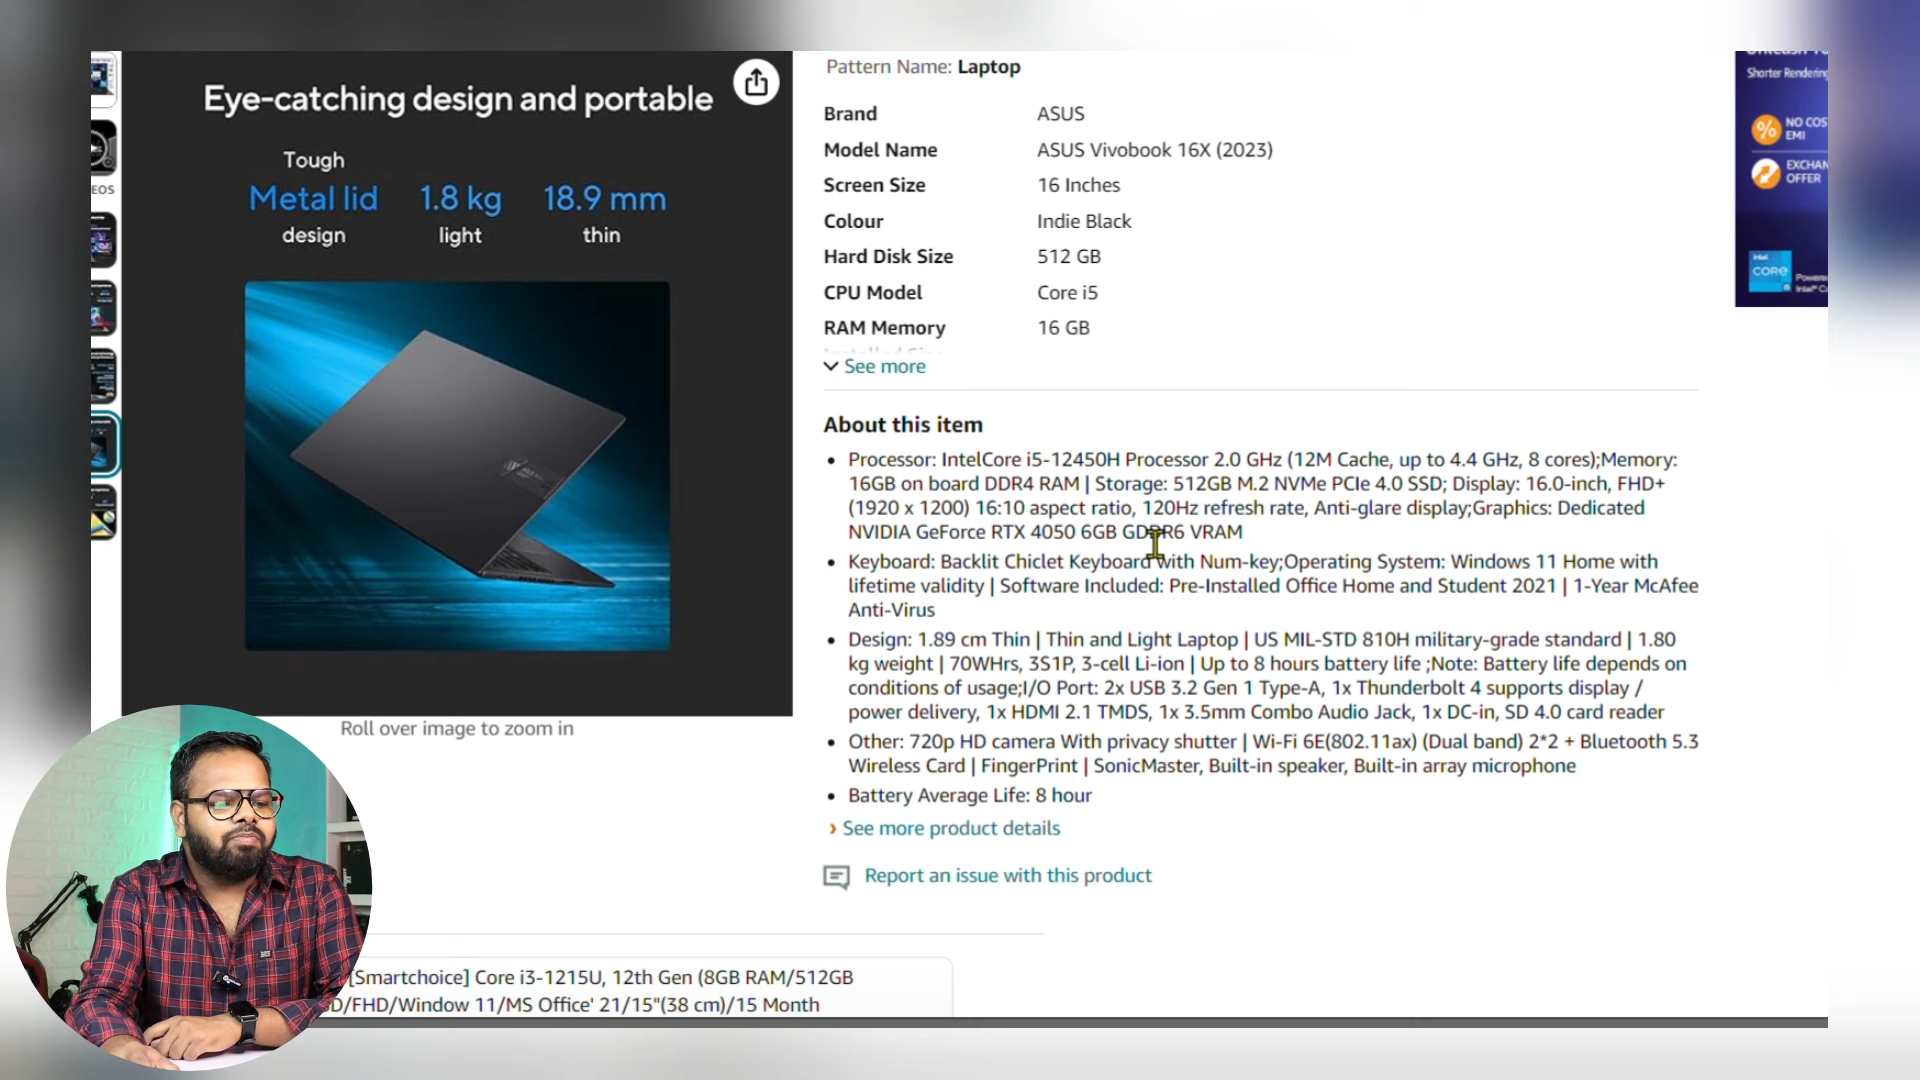 Eye-catching design and portable
Tough
Metal lid
design
1.8 kg
light
18.9 mm
thin
EOS
Roll over image to zoom in
Pattern Name: Laptop
Brand ASUS
Model Name ASUS Vivobook 16X (2023)
Screen Size 16 Inches
Colour Indie Black
Hard Disk Size 512 GB
CPU Model Core i5
RAM Memory 16 GB
See more
About this item
• Processor: IntelCore i5-12450H Processor 2.0 GHz (12M Cache, up to 4.4 GHz, 8 cores);Memory:
16GB on board DDR4 RAM | Storage: 512GB M.2 NVMe PCIe 4.0 SSD; Display: 16.0-inch, FHD+
(1920 x 1200) 16:10 aspect ratio, 120Hz refresh rate, Anti-glare display;Graphics: Dedicated
NVIDIA GeForce RTX 4050 6GB GDDR6 VRAM
• Keyboard: Backlit Chiclet Keyboard with Num-key;Operating System: Windows 11 Home with
lifetime validity | Software Included: Pre-Installed Office Home and Student 2021 | 1-Year McAfee
Anti-Virus
• Design: 1.89 cm Thin | Thin and Light Laptop | US MIL-STD 810H military-grade standard | 1.80
kg weight | 70WHrs, 3S1P, 3-cell Li-ion | Up to 8 hours battery life ;Note: Battery life depends on
conditions of usage;I/O Port: 2x USB 3.2 Gen 1 Type-A, 1x Thunderbolt 4 supports display /
power delivery, 1x HDMI 2.1 TMDS, 1x 3.5mm Combo Audio Jack, 1x DC-in, SD 4.0 card reader
• Other: 720p HD camera With privacy shutter | Wi-Fi 6E(802.11ax) (Dual band) 2*2 + Bluetooth 5.3
Wireless Card | FingerPrint | SonicMaster, Built-in speaker, Built-in array microphone
• Battery Average Life: 8 hour
› See more product details
Report an issue with this product
[Smartchoice] Core i3-1215U, 12th Gen (8GB RAM/512GB
D/FHD/Window 11/MS Office' 21/15"(38 cm)/15 Month
Shorter Rendering
NO COS
EMI
EXCHAN
OFFER
intel
CORE
Powere
Intel® C